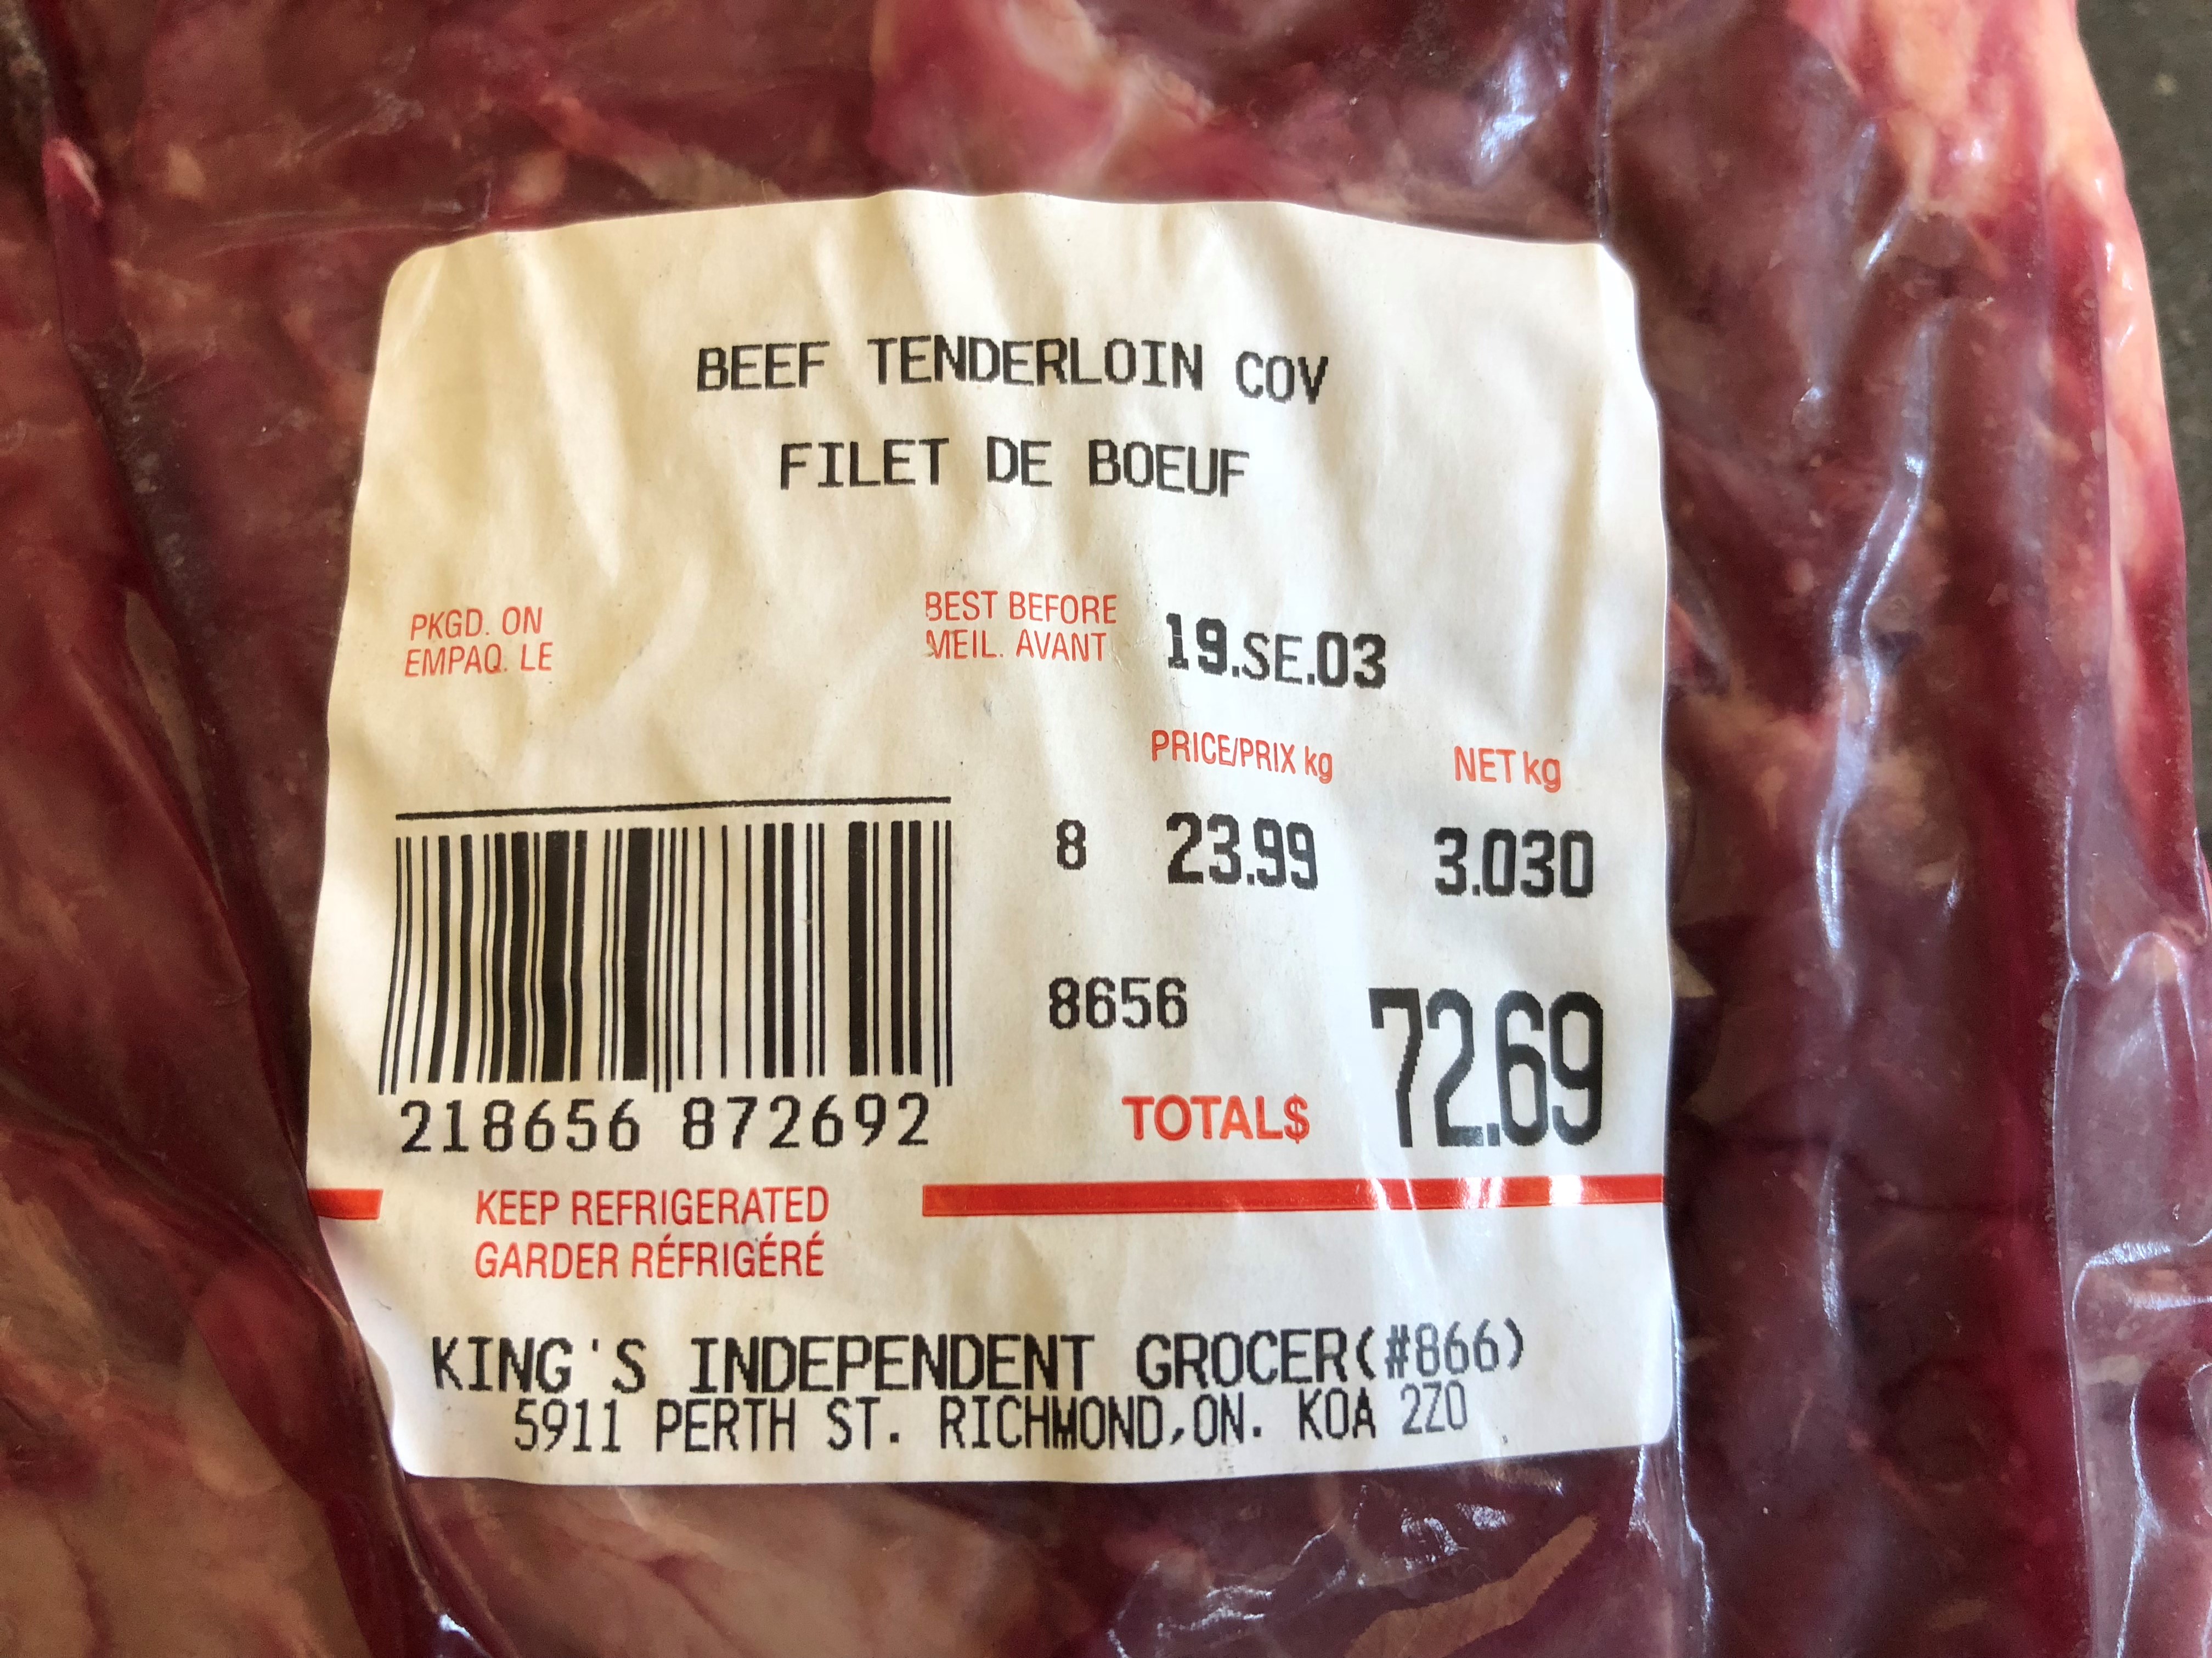 BEEF TENDERLOIN COV
FILET DE BOEUF
PKGD. ON
EMPAQ. LE
BEST BEFORE
MEIL. AVANT
19.SE.03
PRICE/PRIX kg NET kg
8 23.99 3.030
8656
TOTAL$ 72.69
218656 872692
KEEP REFRIGERATED
GARDER RÉFRIGÉRÉ
KING'S INDEPENDENT GROCER(#866)
5911 PERTH ST. RICHMOND,ON. K0A 2Z0